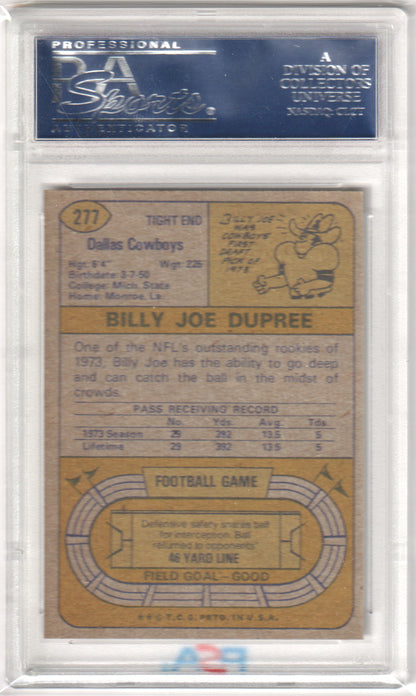 PROFESSIONAL
PSA
Sports
AUTHENTICATOR
A
DIVISION OF
COLLECTORS
UNIVERSE
NASDAQ: CLCT
277
TIGHT END
Dallas Cowboys
Hgt: 6'4" Wgt: 225
Birthdate: 3-7-50
College: Mich. State
Home: Monroe, La.
BILLY JOE
WAS
COWBOYS'
FIRST
DRAFT
PICK OF
1973.
BILLY JOE DUPREE
One of the NFL's outstanding rookies of
1973, Billy Joe has the ability to go deep
and can catch the ball in the midst of
crowds.
PASS RECEIVING RECORD
No. Yds. Avg. Tds.
1973 Season 29 392 13.5 5
Lifetime 29 392 13.5 5
FOOTBALL GAME
Defensive safety snares ball
for interception. Ball
returned to opponents'
46 YARD LINE
FIELD GOAL—GOOD
© T.C.G. PRTD. IN U.S.A.
PSA